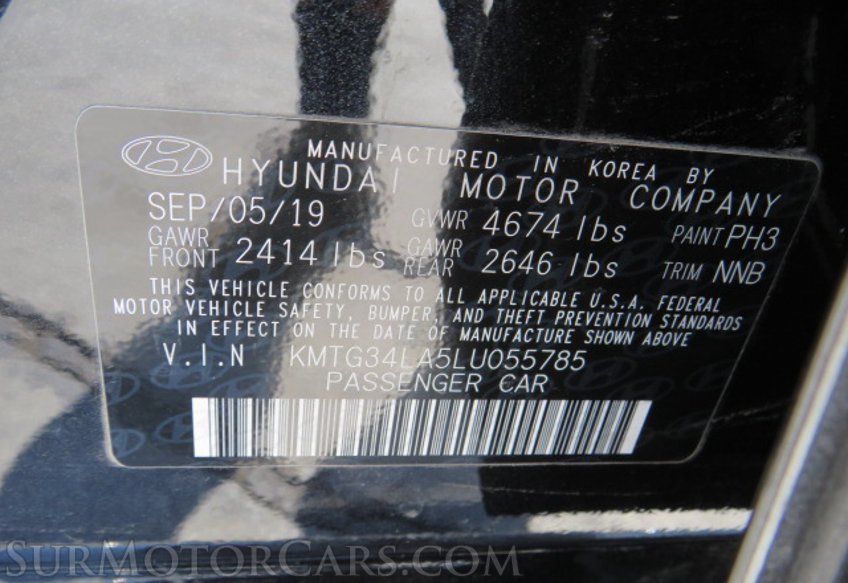 MANUFACTURED IN KOREA BY
HYUNDAI MOTOR COMPANY
SEP/05/19 GVWR 4674 lbs PAINT PH3
GAWR FRONT 2414 lbs GAWR REAR 2646 lbs TRIM NNB
THIS VEHICLE CONFORMS TO ALL APPLICABLE U.S.A. FEDERAL
MOTOR VEHICLE SAFETY, BUMPER, AND THEFT PREVENTION STANDARDS
IN EFFECT ON THE DATE OF MANUFACTURE SHOWN ABOVE
V.I.N KMTG34LA5LU055785
PASSENGER CAR
SURMOTORCARS.COM